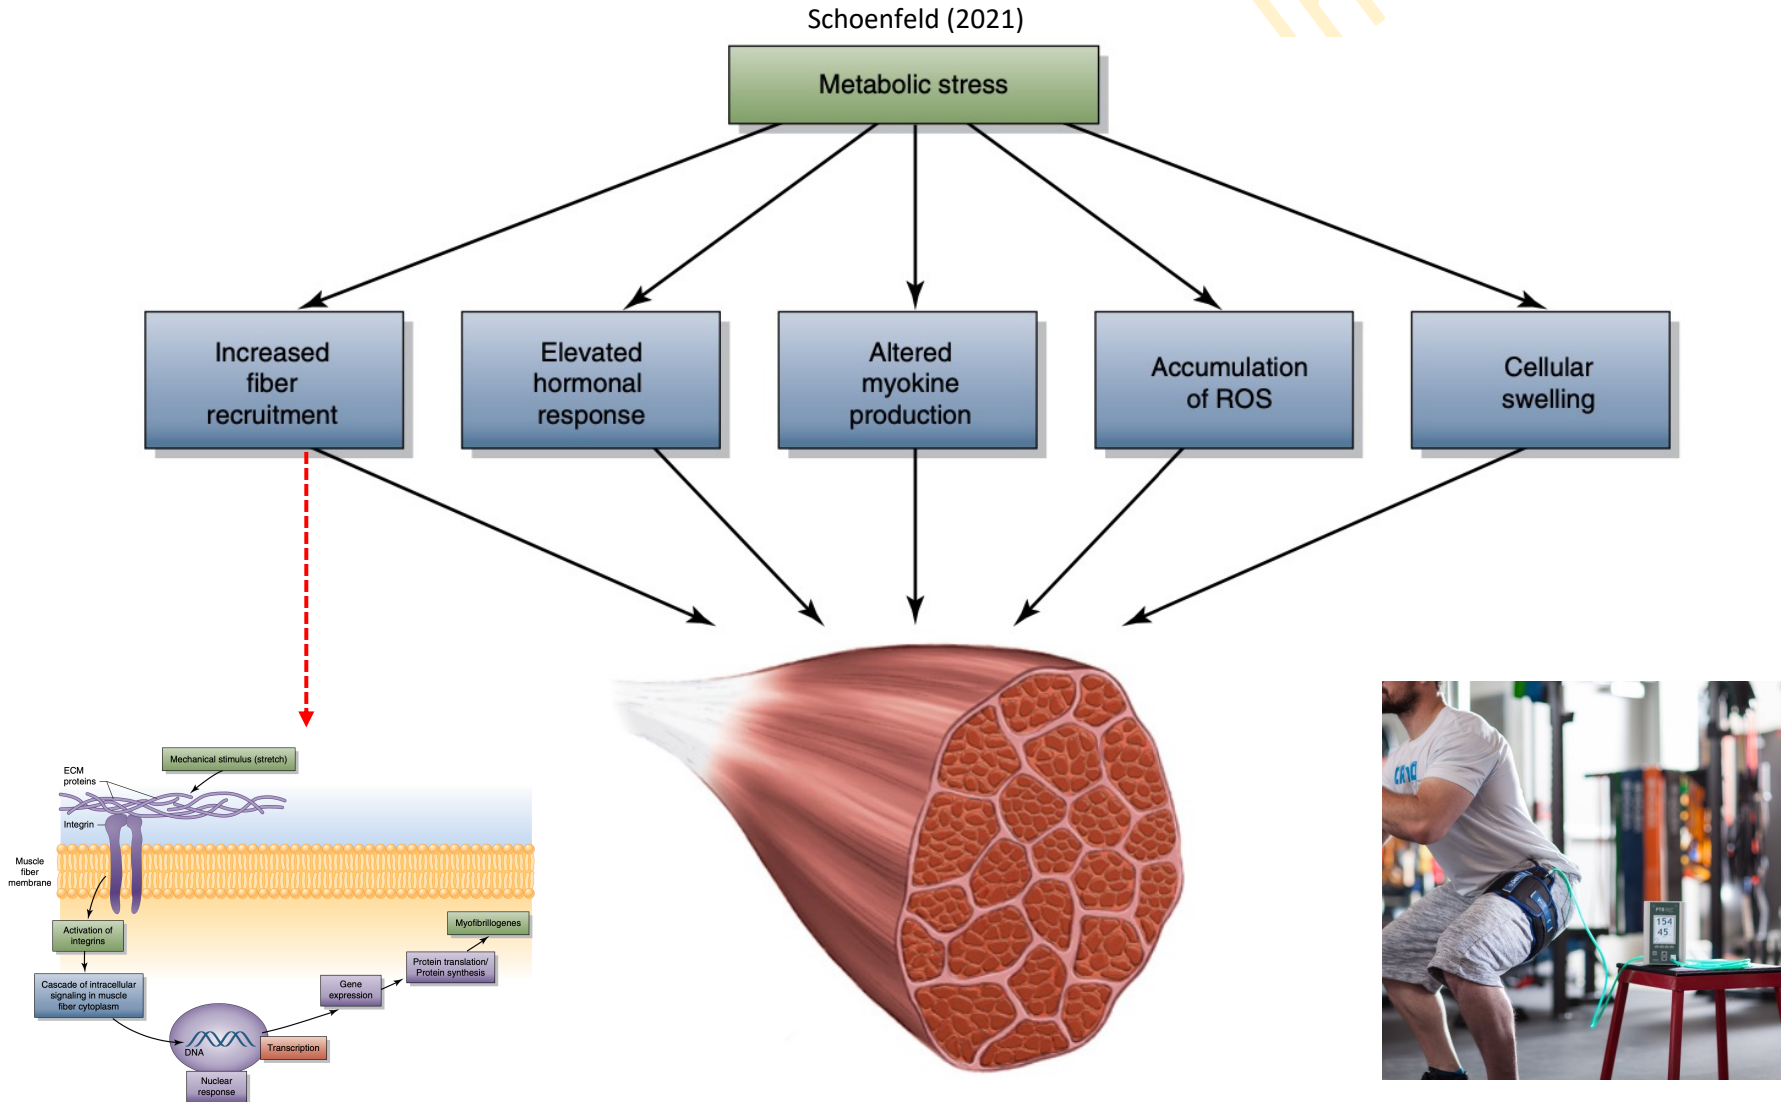 Schoenfeld (2021)
Metabolic stress
Increased
fiber
recruitment
Elevated
hormonal
response
Altered
myokine
production
Accumulation
of ROS
Cellular
swelling
Mechanical stimulus (stretch)
ECM
proteins
Integrin
Muscle
fiber
membrane
Activation of
integrins
Cascade of intracellular
signaling in muscle
fiber cytoplasm
DNA
Transcription
Nuclear
response
Gene
expression
Protein translation/
Protein synthesis
Myofibrillogenes
154
45